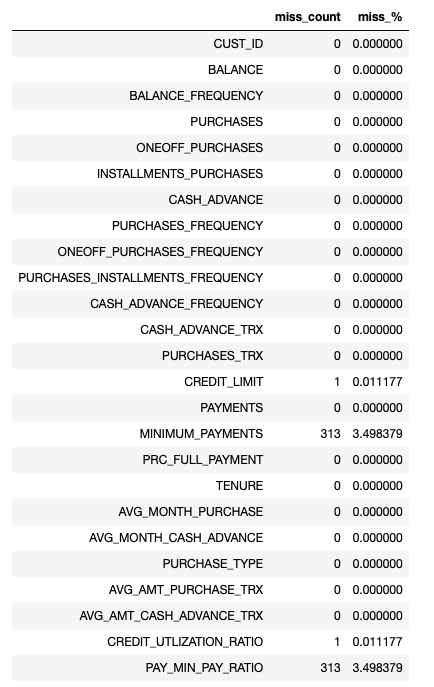 miss_count miss_%
CUST_ID 0 0.000000
BALANCE 0 0.000000
BALANCE_FREQUENCY 0 0.000000
PURCHASES 0 0.000000
ONEOFF_PURCHASES 0 0.000000
INSTALLMENTS_PURCHASES 0 0.000000
CASH_ADVANCE 0 0.000000
PURCHASES_FREQUENCY 0 0.000000
ONEOFF_PURCHASES_FREQUENCY 0 0.000000
PURCHASES_INSTALLMENTS_FREQUENCY 0 0.000000
CASH_ADVANCE_FREQUENCY 0 0.000000
CASH_ADVANCE_TRX 0 0.000000
PURCHASES_TRX 0 0.000000
CREDIT_LIMIT 1 0.011177
PAYMENTS 0 0.000000
MINIMUM_PAYMENTS 313 3.498379
PRC_FULL_PAYMENT 0 0.000000
TENURE 0 0.000000
AVG_MONTH_PURCHASE 0 0.000000
AVG_MONTH_CASH_ADVANCE 0 0.000000
PURCHASE_TYPE 0 0.000000
AVG_AMT_PURCHASE_TRX 0 0.000000
AVG_AMT_CASH_ADVANCE_TRX 0 0.000000
CREDIT_UTLIZATION_RATIO 1 0.011177
PAY_MIN_PAY_RATIO 313 3.498379